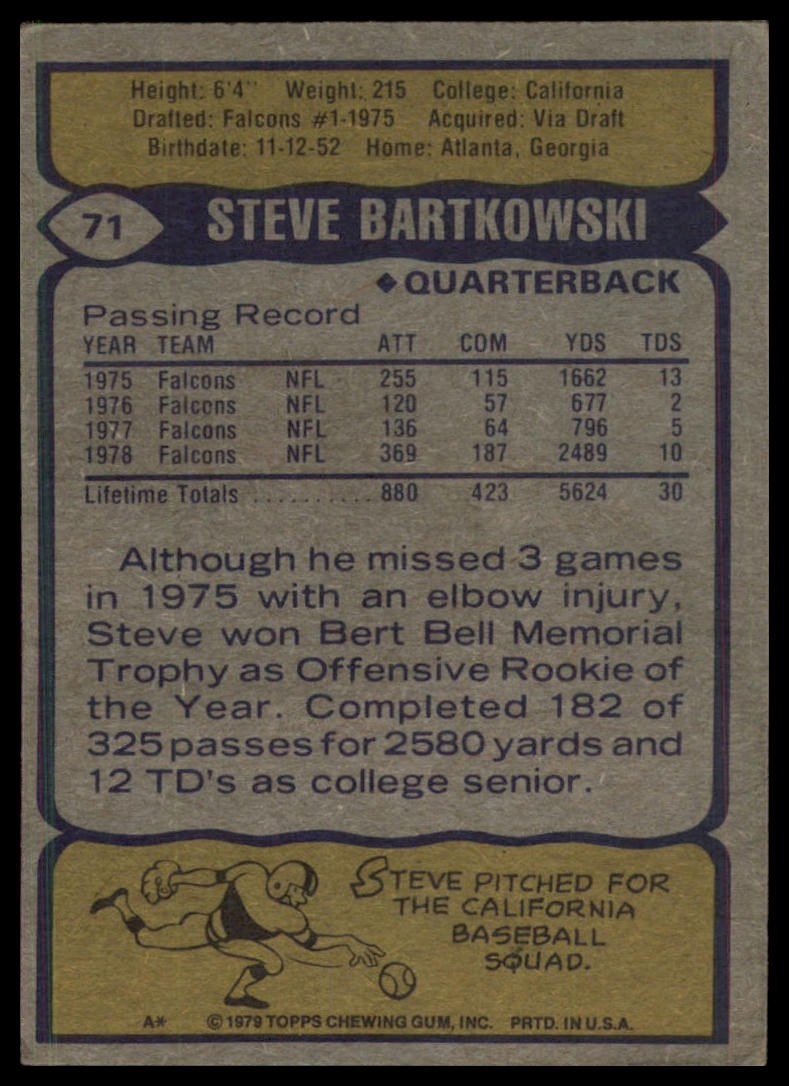 Height: 6'4" Weight: 215 College: California
Drafted: Falcons #1-1975 Acquired: Via Draft
Birthdate: 11-12-52 Home: Atlanta, Georgia
71 STEVE BARTKOWSKI
◆QUARTERBACK
Passing Record
YEAR TEAM ATT COM YDS TDS
1975 Falcons NFL 255 115 1662 13
1976 Falcons NFL 120 57 677 2
1977 Falcons NFL 136 64 796 5
1978 Falcons NFL 369 187 2489 10
Lifetime Totals .......... 880 423 5624 30
Although he missed 3 games
in 1975 with an elbow injury,
Steve won Bert Bell Memorial
Trophy as Offensive Rookie of
the Year. Completed 182 of
325 passes for 2580 yards and
12 TD's as college senior.
STEVE PITCHED FOR
THE CALIFORNIA
BASEBALL
SQUAD.
A* © 1979 TOPPS CHEWING GUM, INC. PRTD. IN U.S.A.